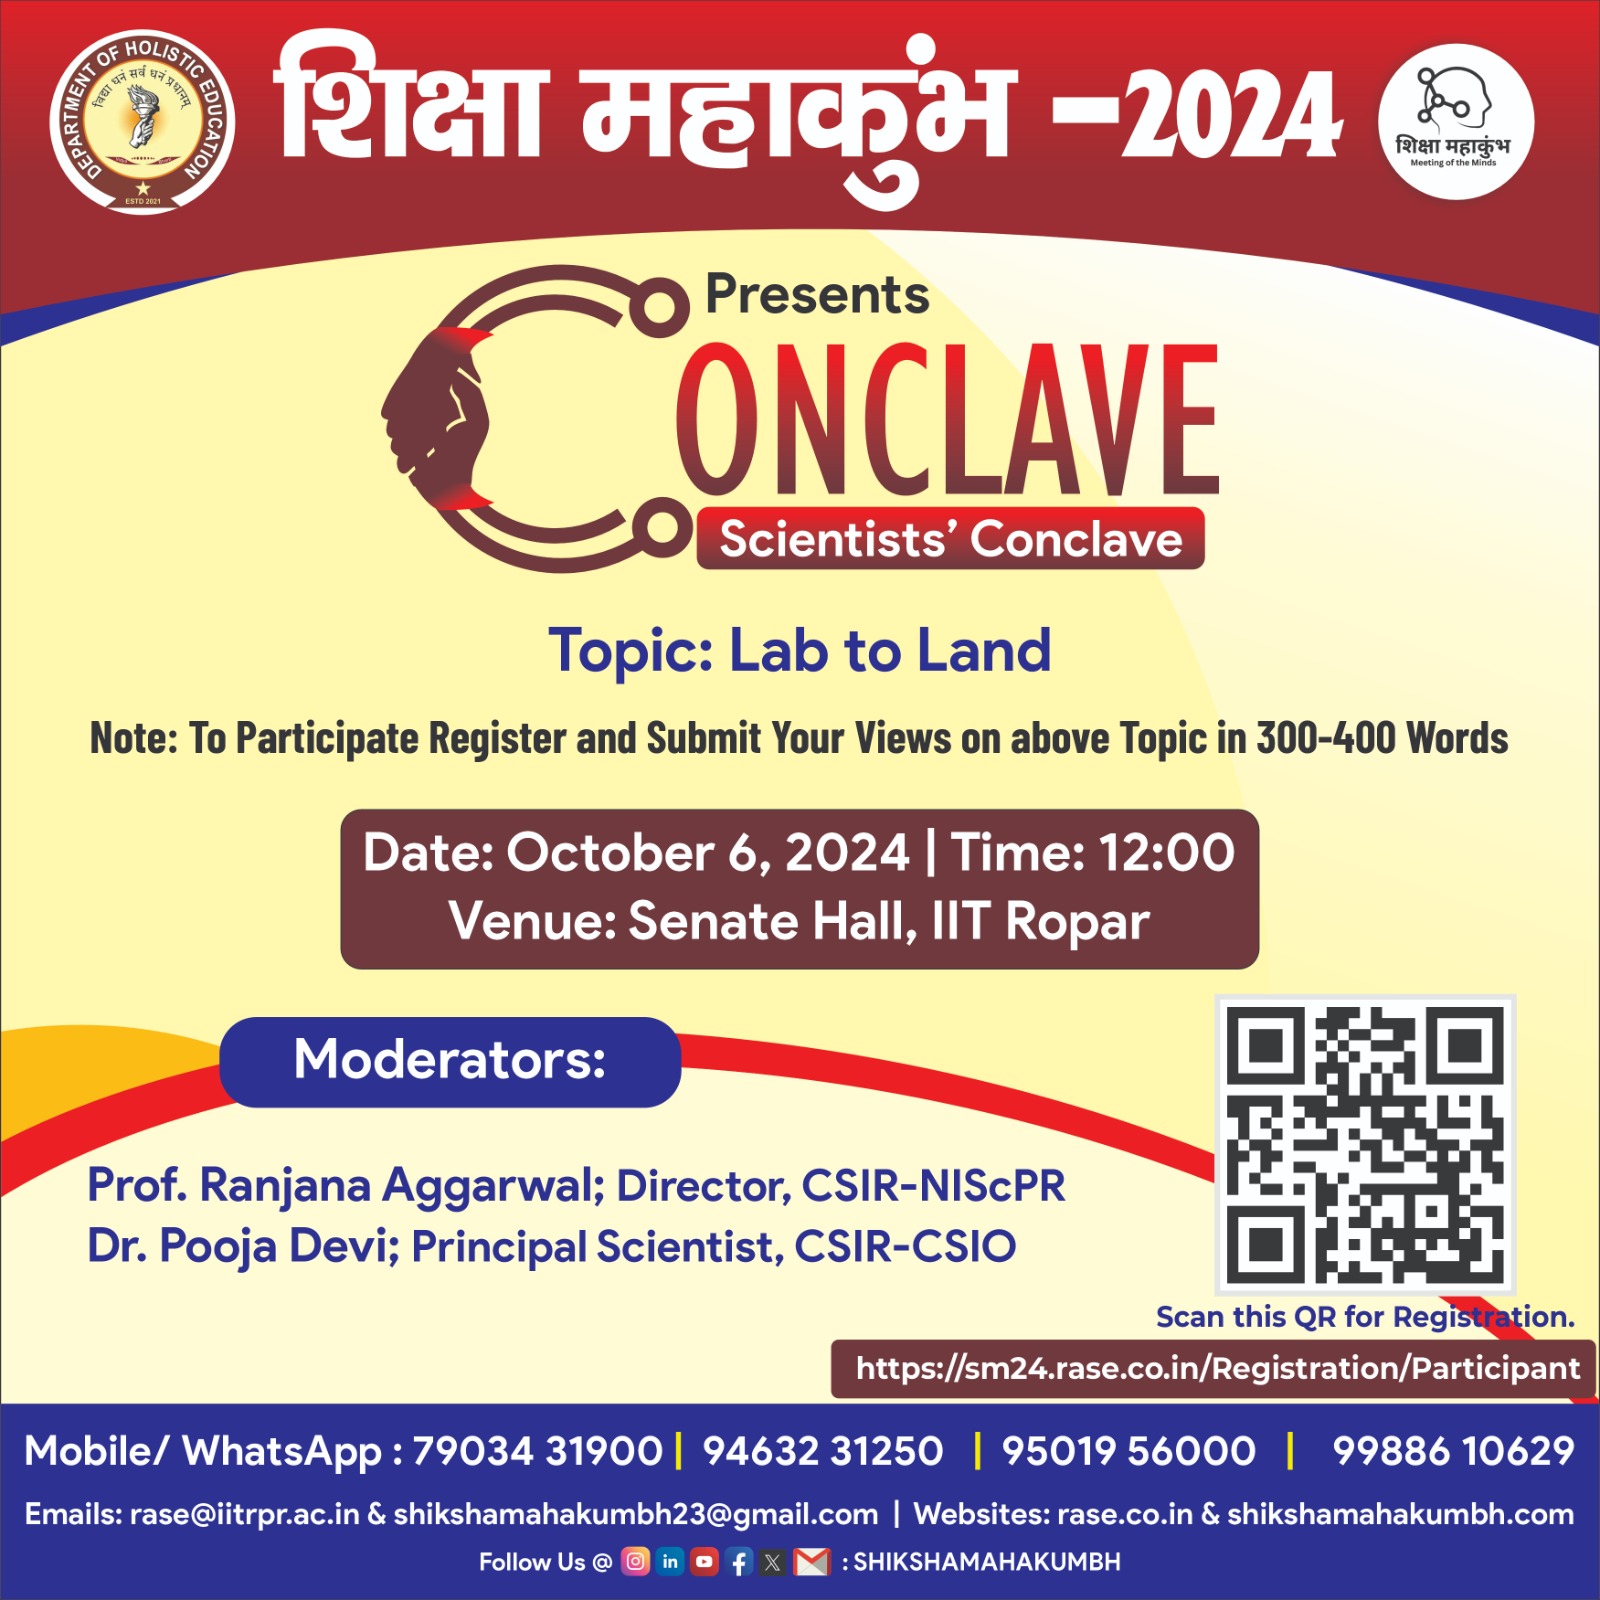 DEPARTMENT OF HOLISTIC EDUCATION
विद्या धनं सर्व धनं प्रधानम्
ESTD 2021
शिक्षा महाकुंभ -2024
शिक्षा महाकुंभ
Meeting of the Minds
Presents
CONCLAVE
Scientists' Conclave
Topic: Lab to Land
Note: To Participate Register and Submit Your Views on above Topic in 300-400 Words
Date: October 6, 2024 | Time: 12:00
Venue: Senate Hall, IIT Ropar
Moderators:
Prof. Ranjana Aggarwal; Director, CSIR-NIScPR
Dr. Pooja Devi; Principal Scientist, CSIR-CSIO
Scan this QR for Registration.
https://sm24.rase.co.in/Registration/Participant
Mobile/ WhatsApp : 79034 31900 | 94632 31250 | 95019 56000 | 99886 10629
Emails: rase@iitrpr.ac.in & shikshamahakumbh23@gmail.com | Websites: rase.co.in & shikshamahakumbh.com
Follow Us @ : SHIKSHAMAHAKUMBH